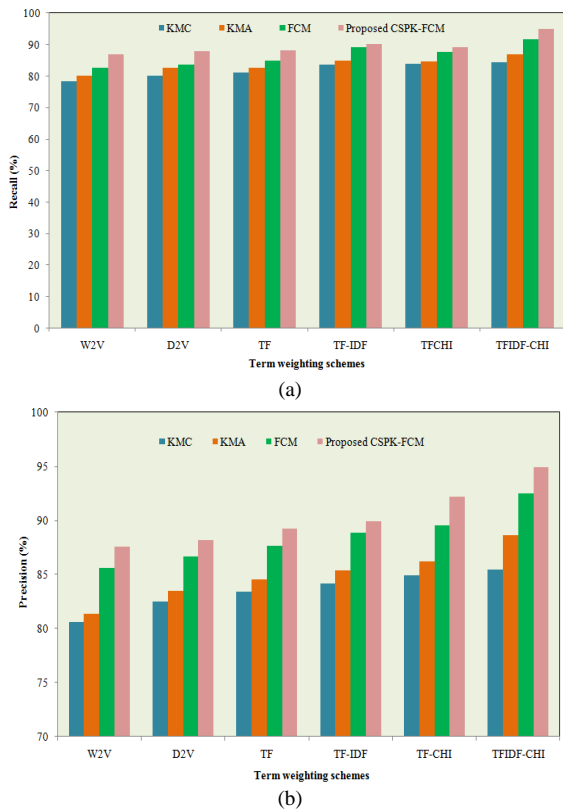 100
KMC KMA FCM Proposed CSPK-FCM
90
80
70
60
50
40
30
20
10
0
Recall (%)
W2V D2V TF TF-IDF TFCHI TFIDF-CHI
Term weighting schemes
(a)
100
KMC KMA FCM Proposed CSPK-FCM
95
90
85
80
75
70
Precision (%)
W2V D2V TF TF-IDF TF-CHI TFIDF-CHI
Term weighting schemes
(b)